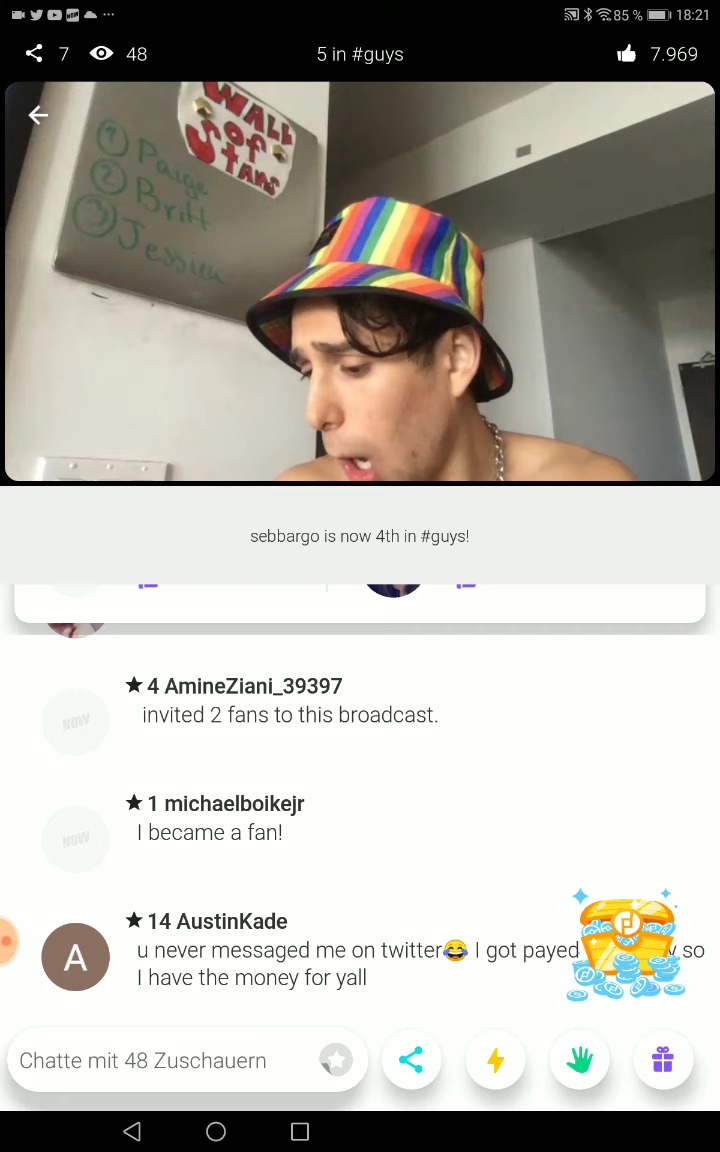 85 % 18:21
7 48 5 in #guys 7.969
WALL
OF
STARS
① Paige
② Britt
③ Jessica
sebbargo is now 4th in #guys!
★ 4 AmineZiani_39397
invited 2 fans to this broadcast.
NOW
★ 1 michaelboikejr
I became a fan!
NOW
★ 14 AustinKade
A
u never messaged me on twitter😂 I got payed so
I have the money for yall
Chatte mit 48 Zuschauern